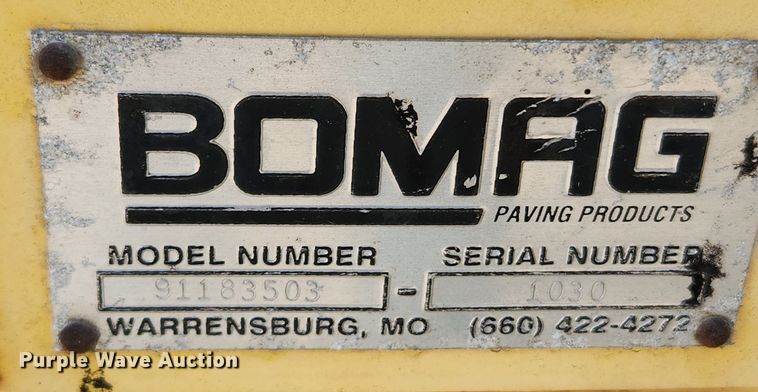 BOMAG
PAVING PRODUCTS
MODEL NUMBER SERIAL NUMBER
91183503 - 1030
WARRENSBURG, MO (660) 422-4272
Purple Wave Auction